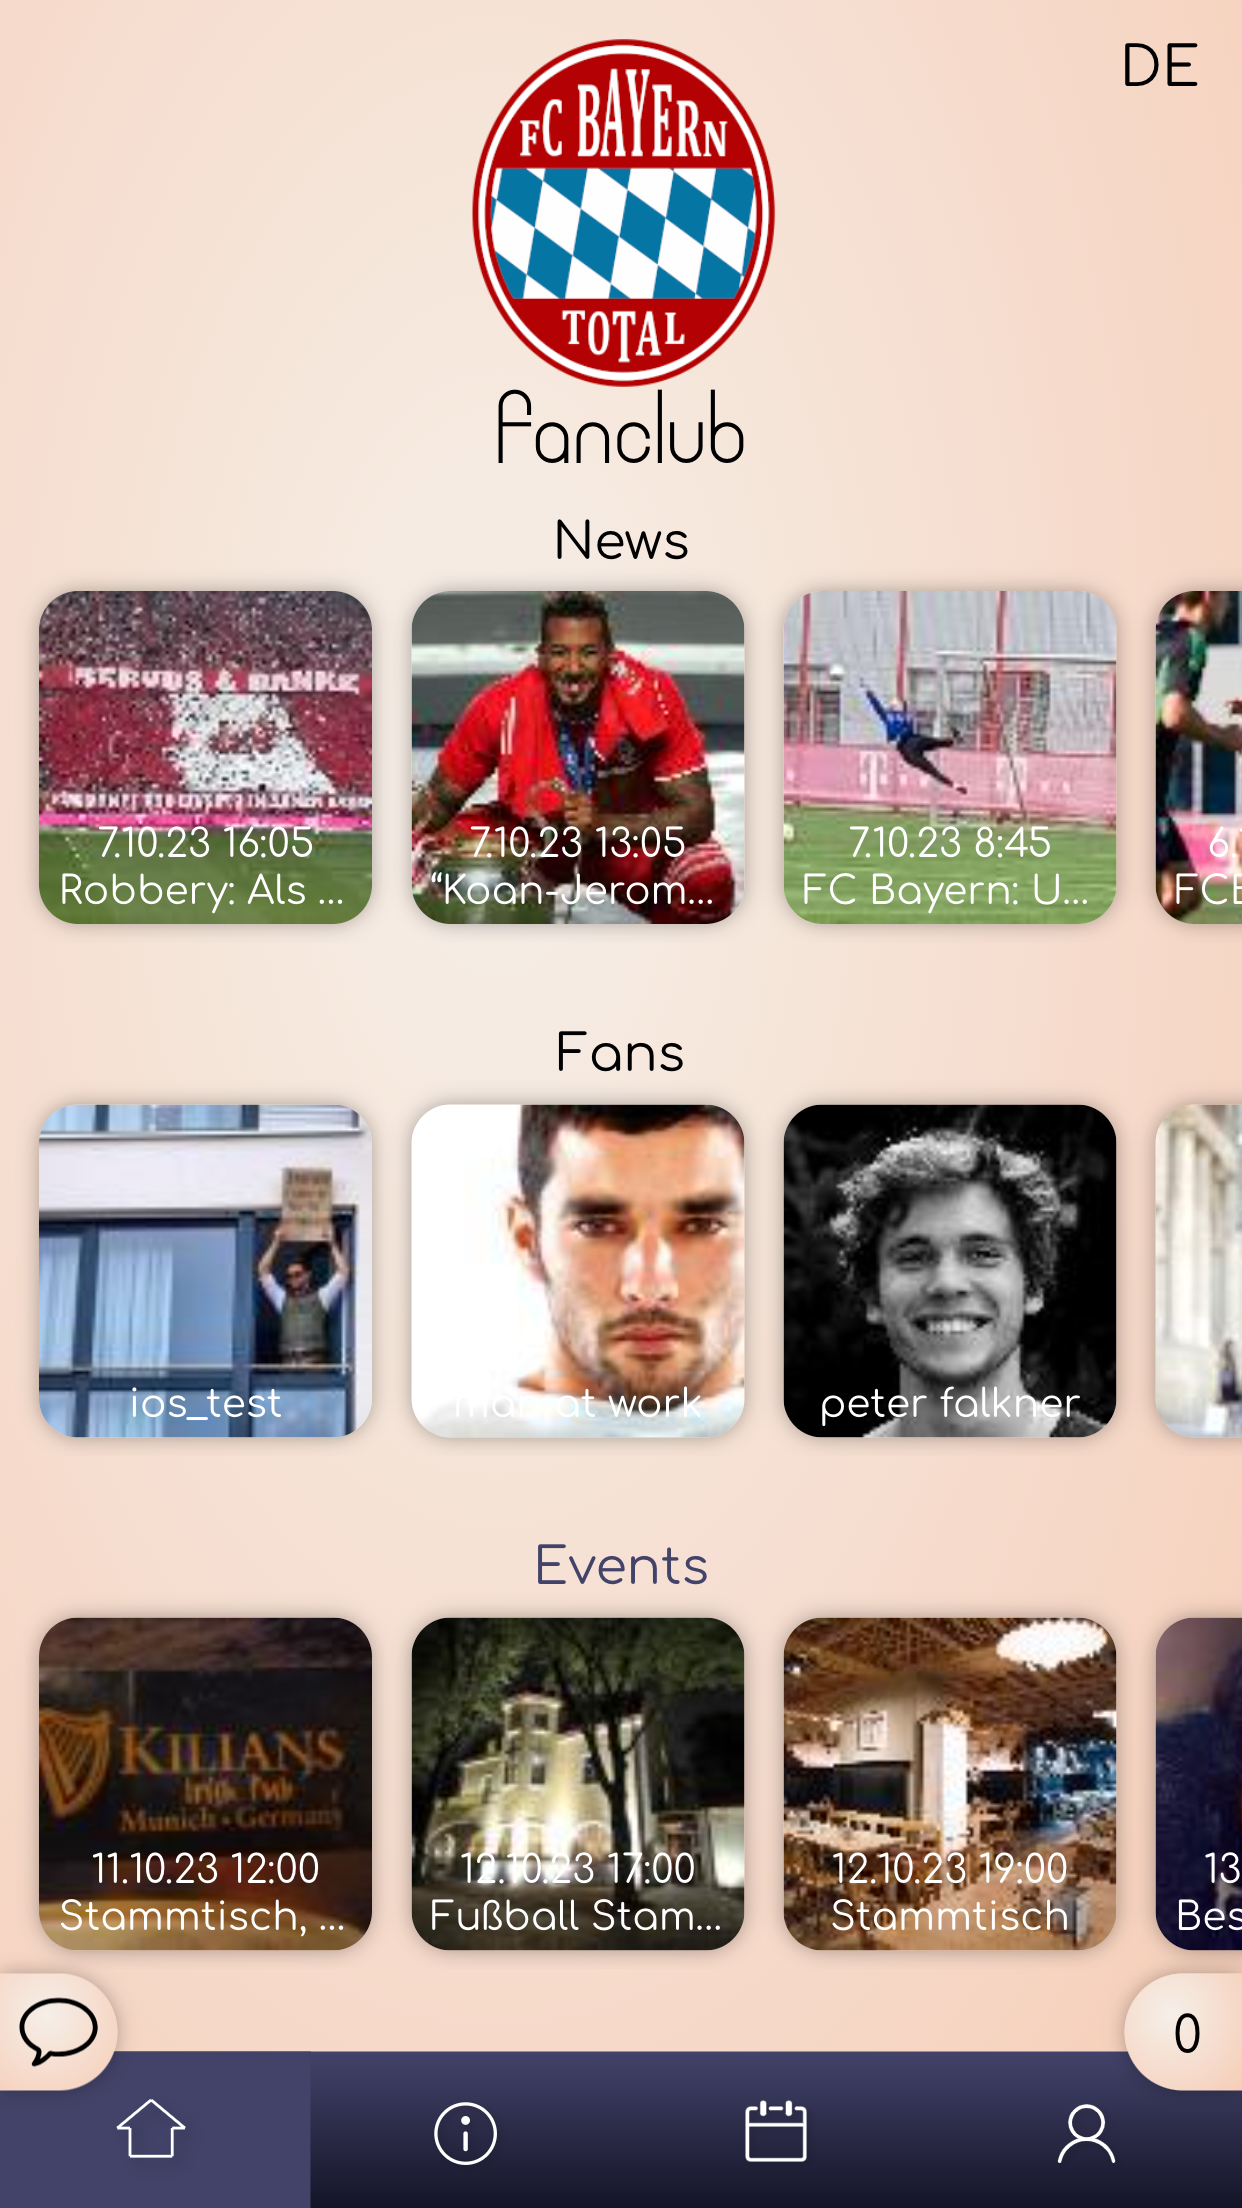 DE
FC BAYERN
TOTAL
fanclub
News
SERVUS & DANKE
7.10.23 16:05
Robbery: Als ...
7.10.23 13:05
“Koan-Jerom...
7.10.23 8:45
FC Bayern: U...
6.
FCB
Fans
ios_test
man at work
peter falkner
Events
KILIANS
Irish Pub
Munich • Germany
11.10.23 12:00
Stammtisch, ...
12.10.23 17:00
Fußball Stam...
12.10.23 19:00
Stammtisch
13
Bes
0